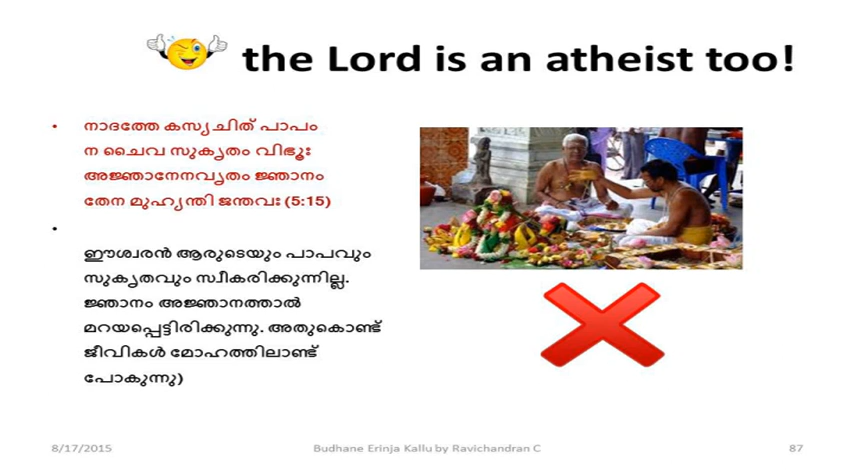 the Lord is an atheist too!
• നാദത്തേ കസ്യചിത് പാപം
ന ചൈവ സുകൃതം വിഭൂഃ
അജ്ഞാനേനവൃതം ജ്ഞാനം
തേന മുഹ്യന്തി ജന്തവഃ (5:15)
•
ഈശ്വരൻ ആരുടെയും പാപവും
സുകൃതവും സ്വീകരിക്കുന്നില്ല.
ജ്ഞാനം അജ്ഞാനത്താൽ
മറയപ്പെട്ടിരിക്കുന്നു. അതുകൊണ്ട്
ജീവികൾ മോഹത്തിലാണ്ട്
പോകുന്നു)
8/17/2015
Budhane Erinja Kallu by Ravichandran C
87